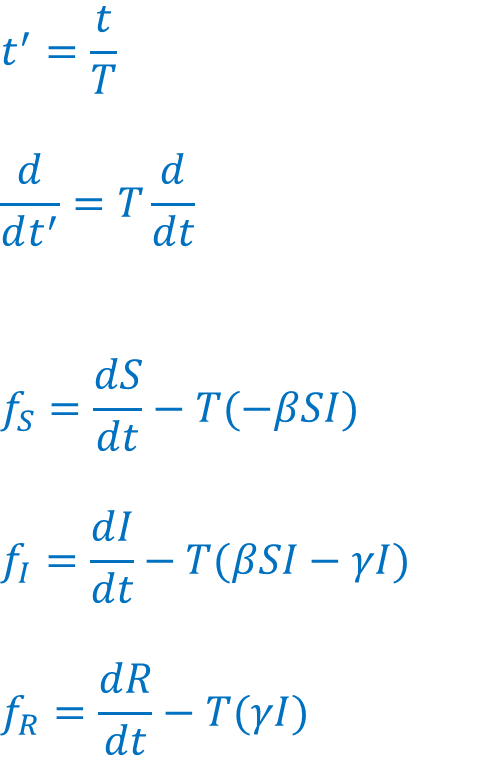 t′ = t/T
d/dt′ = T d/dt
f_S = dS/dt − T(−βSI)
f_I = dI/dt − T(βSI − γI)
f_R = dR/dt − T(γI)